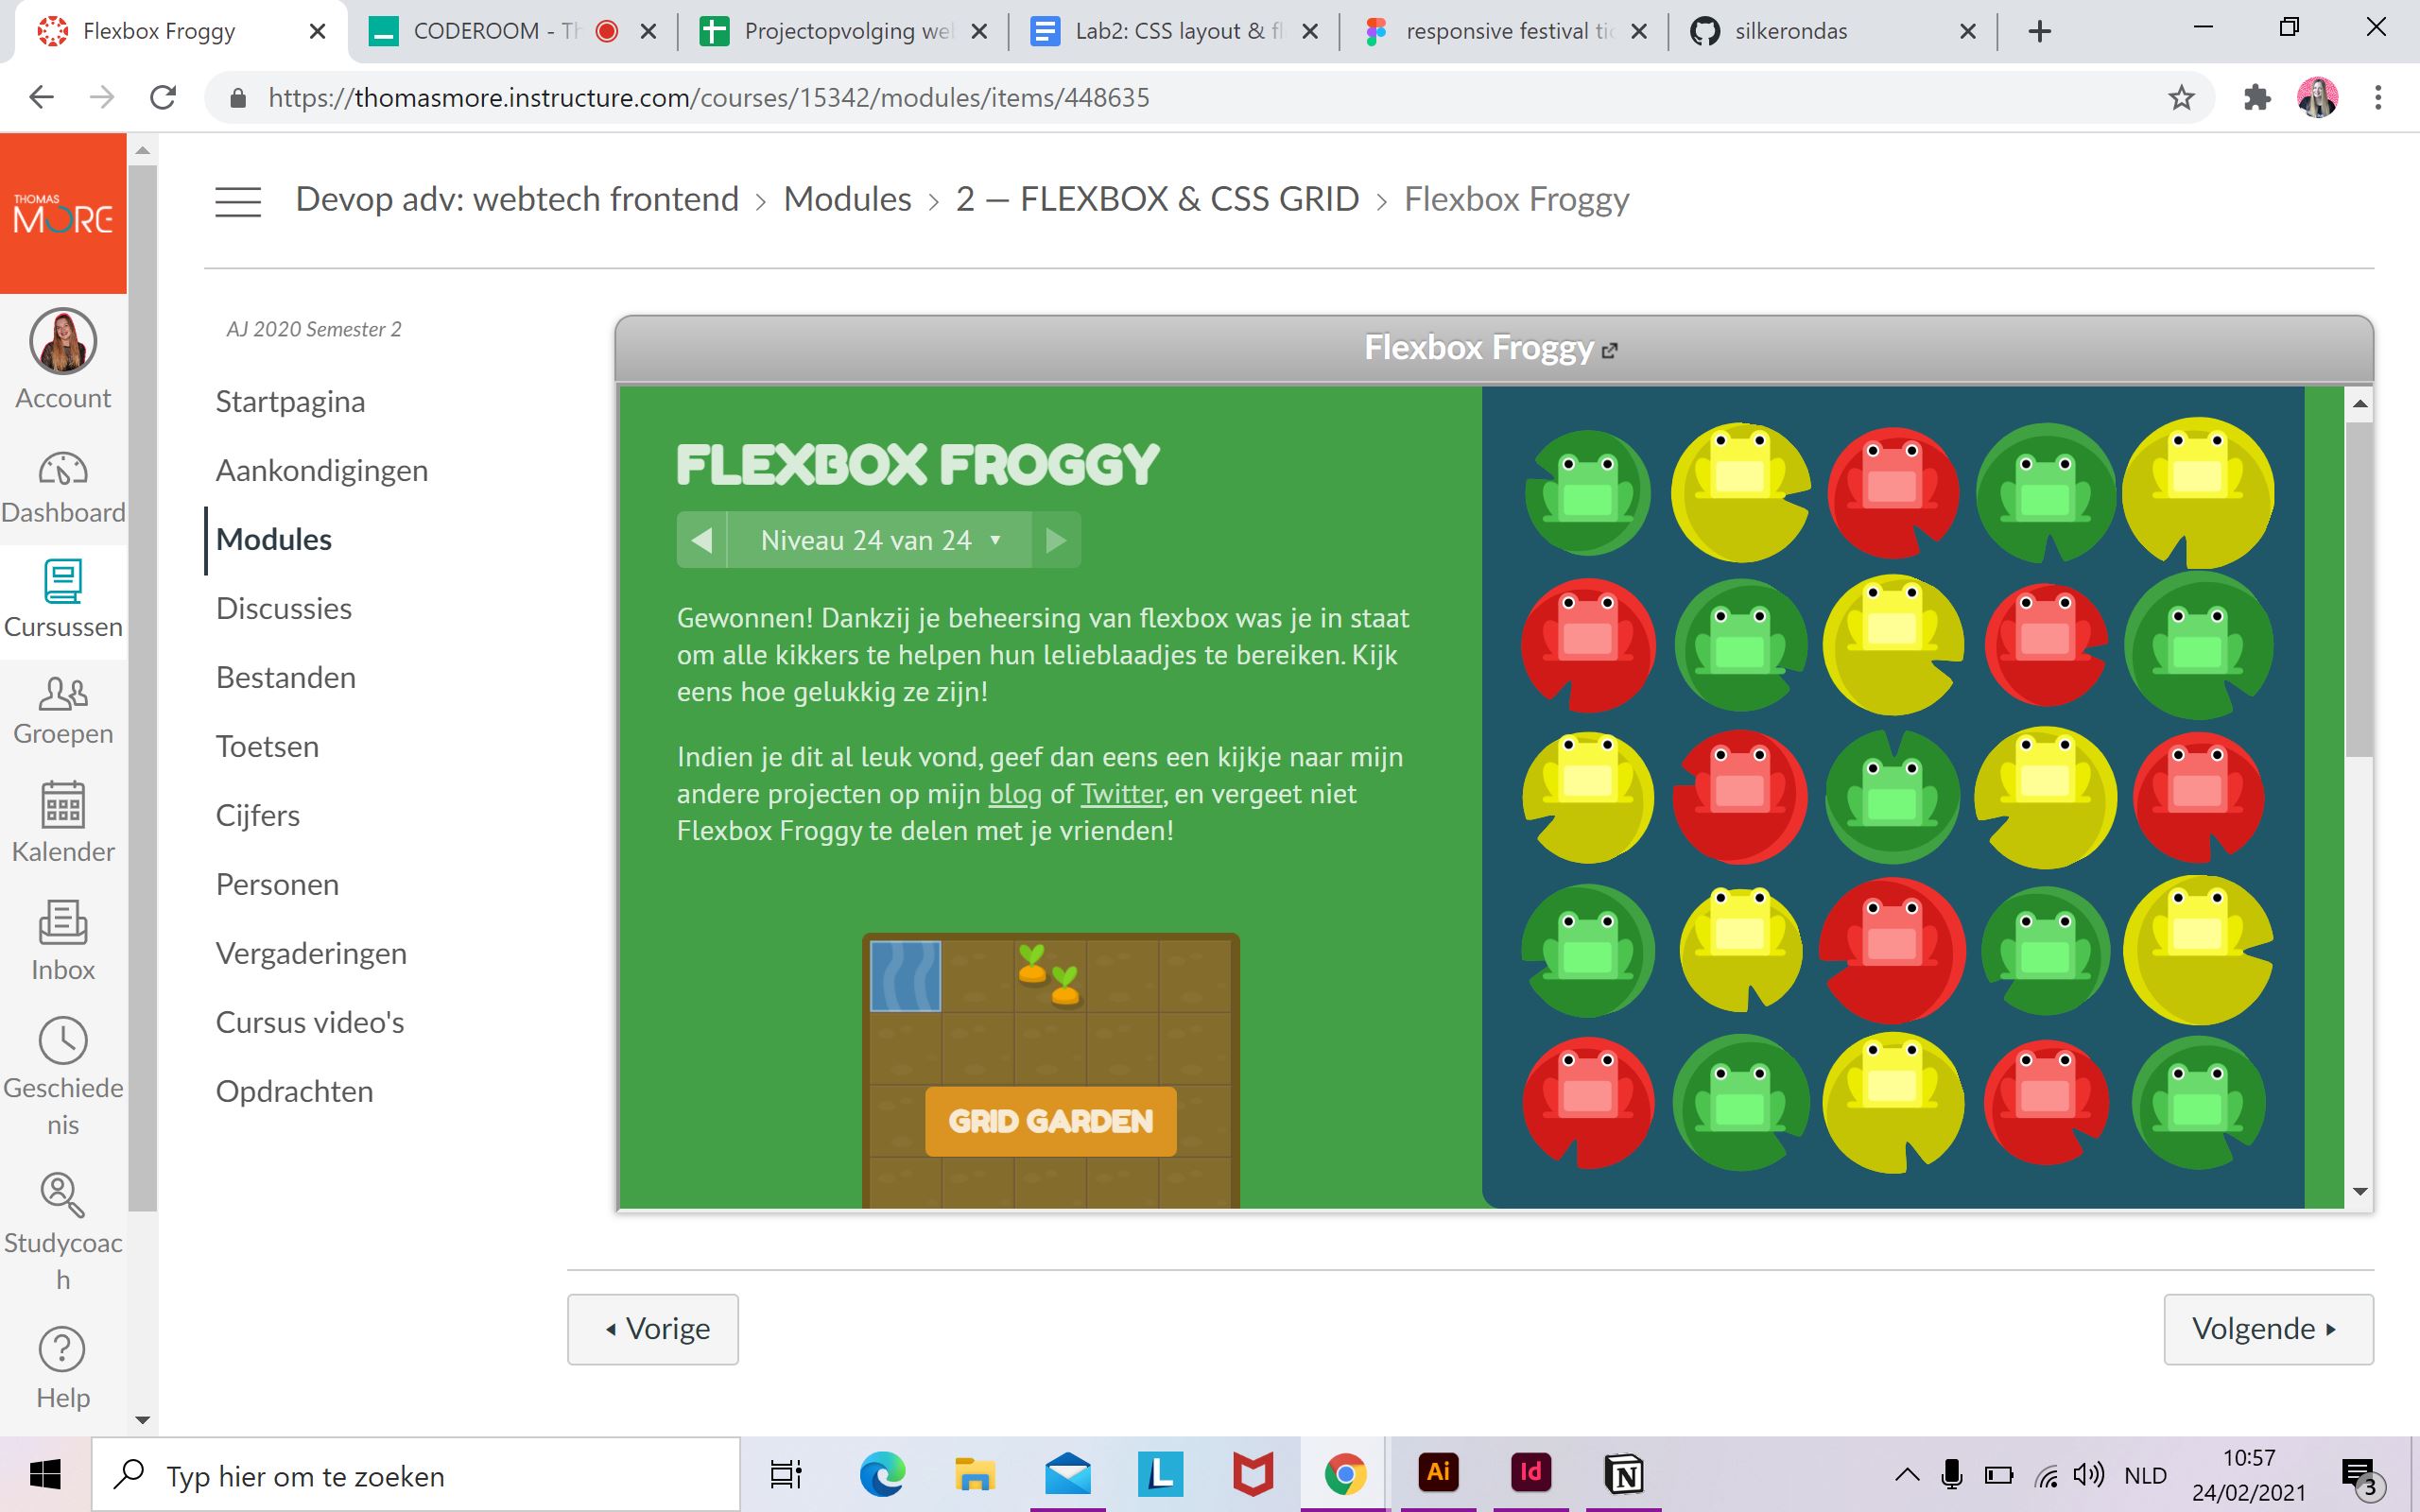 Flexbox Froggy
CODEROOM - Th
Projectopvolging we
Lab2: CSS layout & fl
responsive festival tic
silkerondas
https://thomasmore.instructure.com/courses/15342/modules/items/448635
THOMAS
MORE
Devop adv: webtech frontend › Modules › 2 — FLEXBOX & CSS GRID › Flexbox Froggy
Account
Dashboard
Cursussen
Groepen
Kalender
Inbox
Geschiede
nis
Studycoac
h
Help
AJ 2020 Semester 2
Startpagina
Aankondigingen
Modules
Discussies
Bestanden
Toetsen
Cijfers
Personen
Vergaderingen
Cursus video's
Opdrachten
Flexbox Froggy
FLEXBOX FROGGY
Niveau 24 van 24
Gewonnen! Dankzij je beheersing van flexbox was je in staat
om alle kikkers te helpen hun lelieblaadjes te bereiken. Kijk
eens hoe gelukkig ze zijn!
Indien je dit al leuk vond, geef dan eens een kijkje naar mijn
andere projecten op mijn blog of Twitter, en vergeet niet
Flexbox Froggy te delen met je vrienden!
GRID GARDEN
Vorige
Volgende
Typ hier om te zoeken
L
Ai
Id
N
NLD
10:57
24/02/2021
3